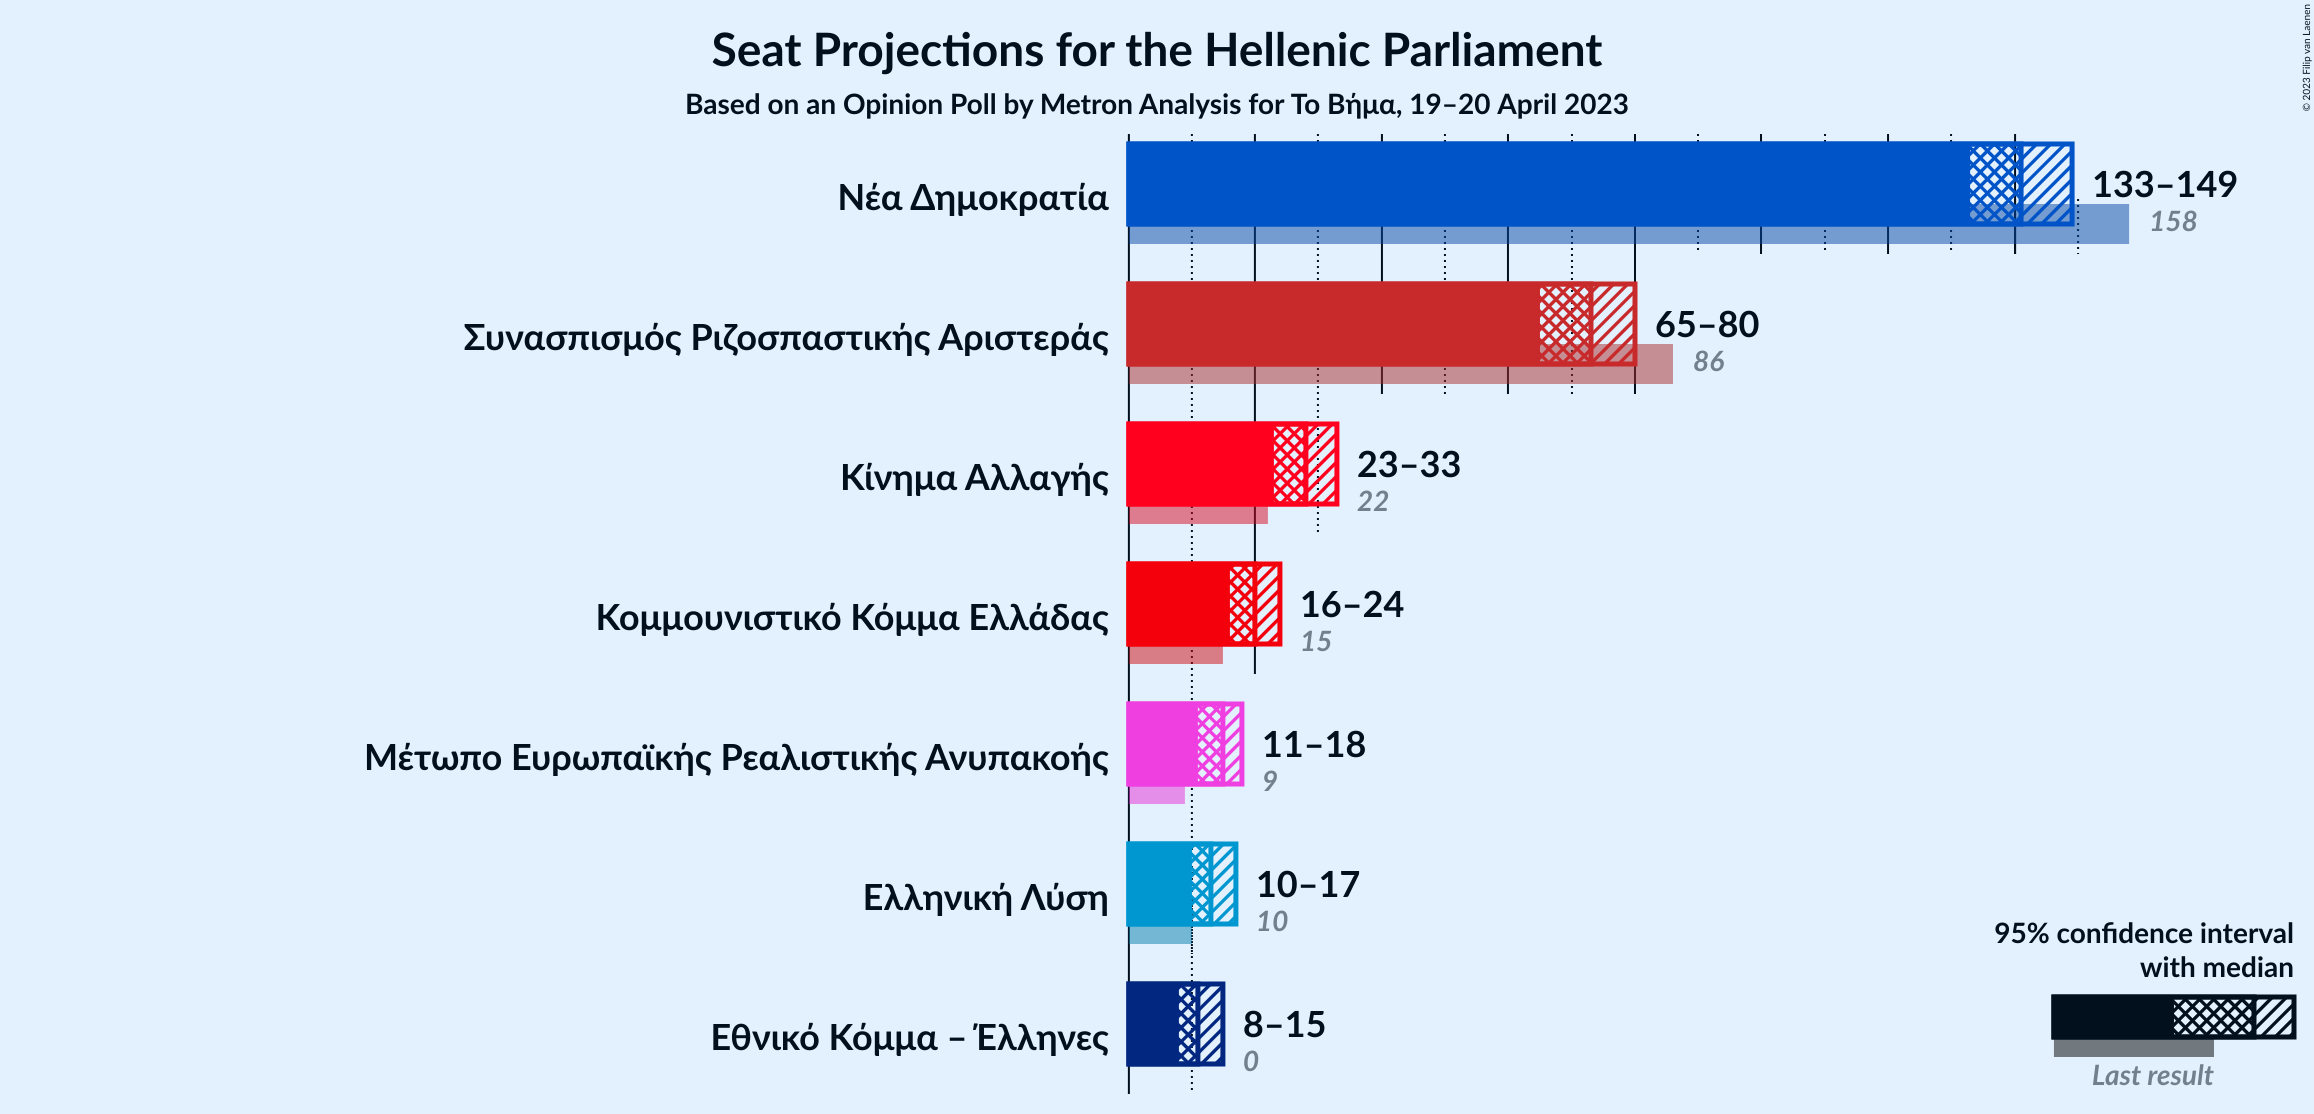 Seat Projections for the Hellenic Parliament
Based on an Opinion Poll by Metron Analysis for Το Βήμα, 19–20 April 2023
© 2023 Filip van Laenen
Νέα Δημοκρατία
133–149
158
Συνασπισμός Ριζοσπαστικής Αριστεράς
65–80
86
Κίνημα Αλλαγής
23–33
22
Κομμουνιστικό Κόμμα Ελλάδας
16–24
15
Μέτωπο Ευρωπαϊκής Ρεαλιστικής Ανυπακοής
11–18
9
Ελληνική Λύση
10–17
10
Εθνικό Κόμμα – Έλληνες
8–15
0
95% confidence interval
with median
Last result